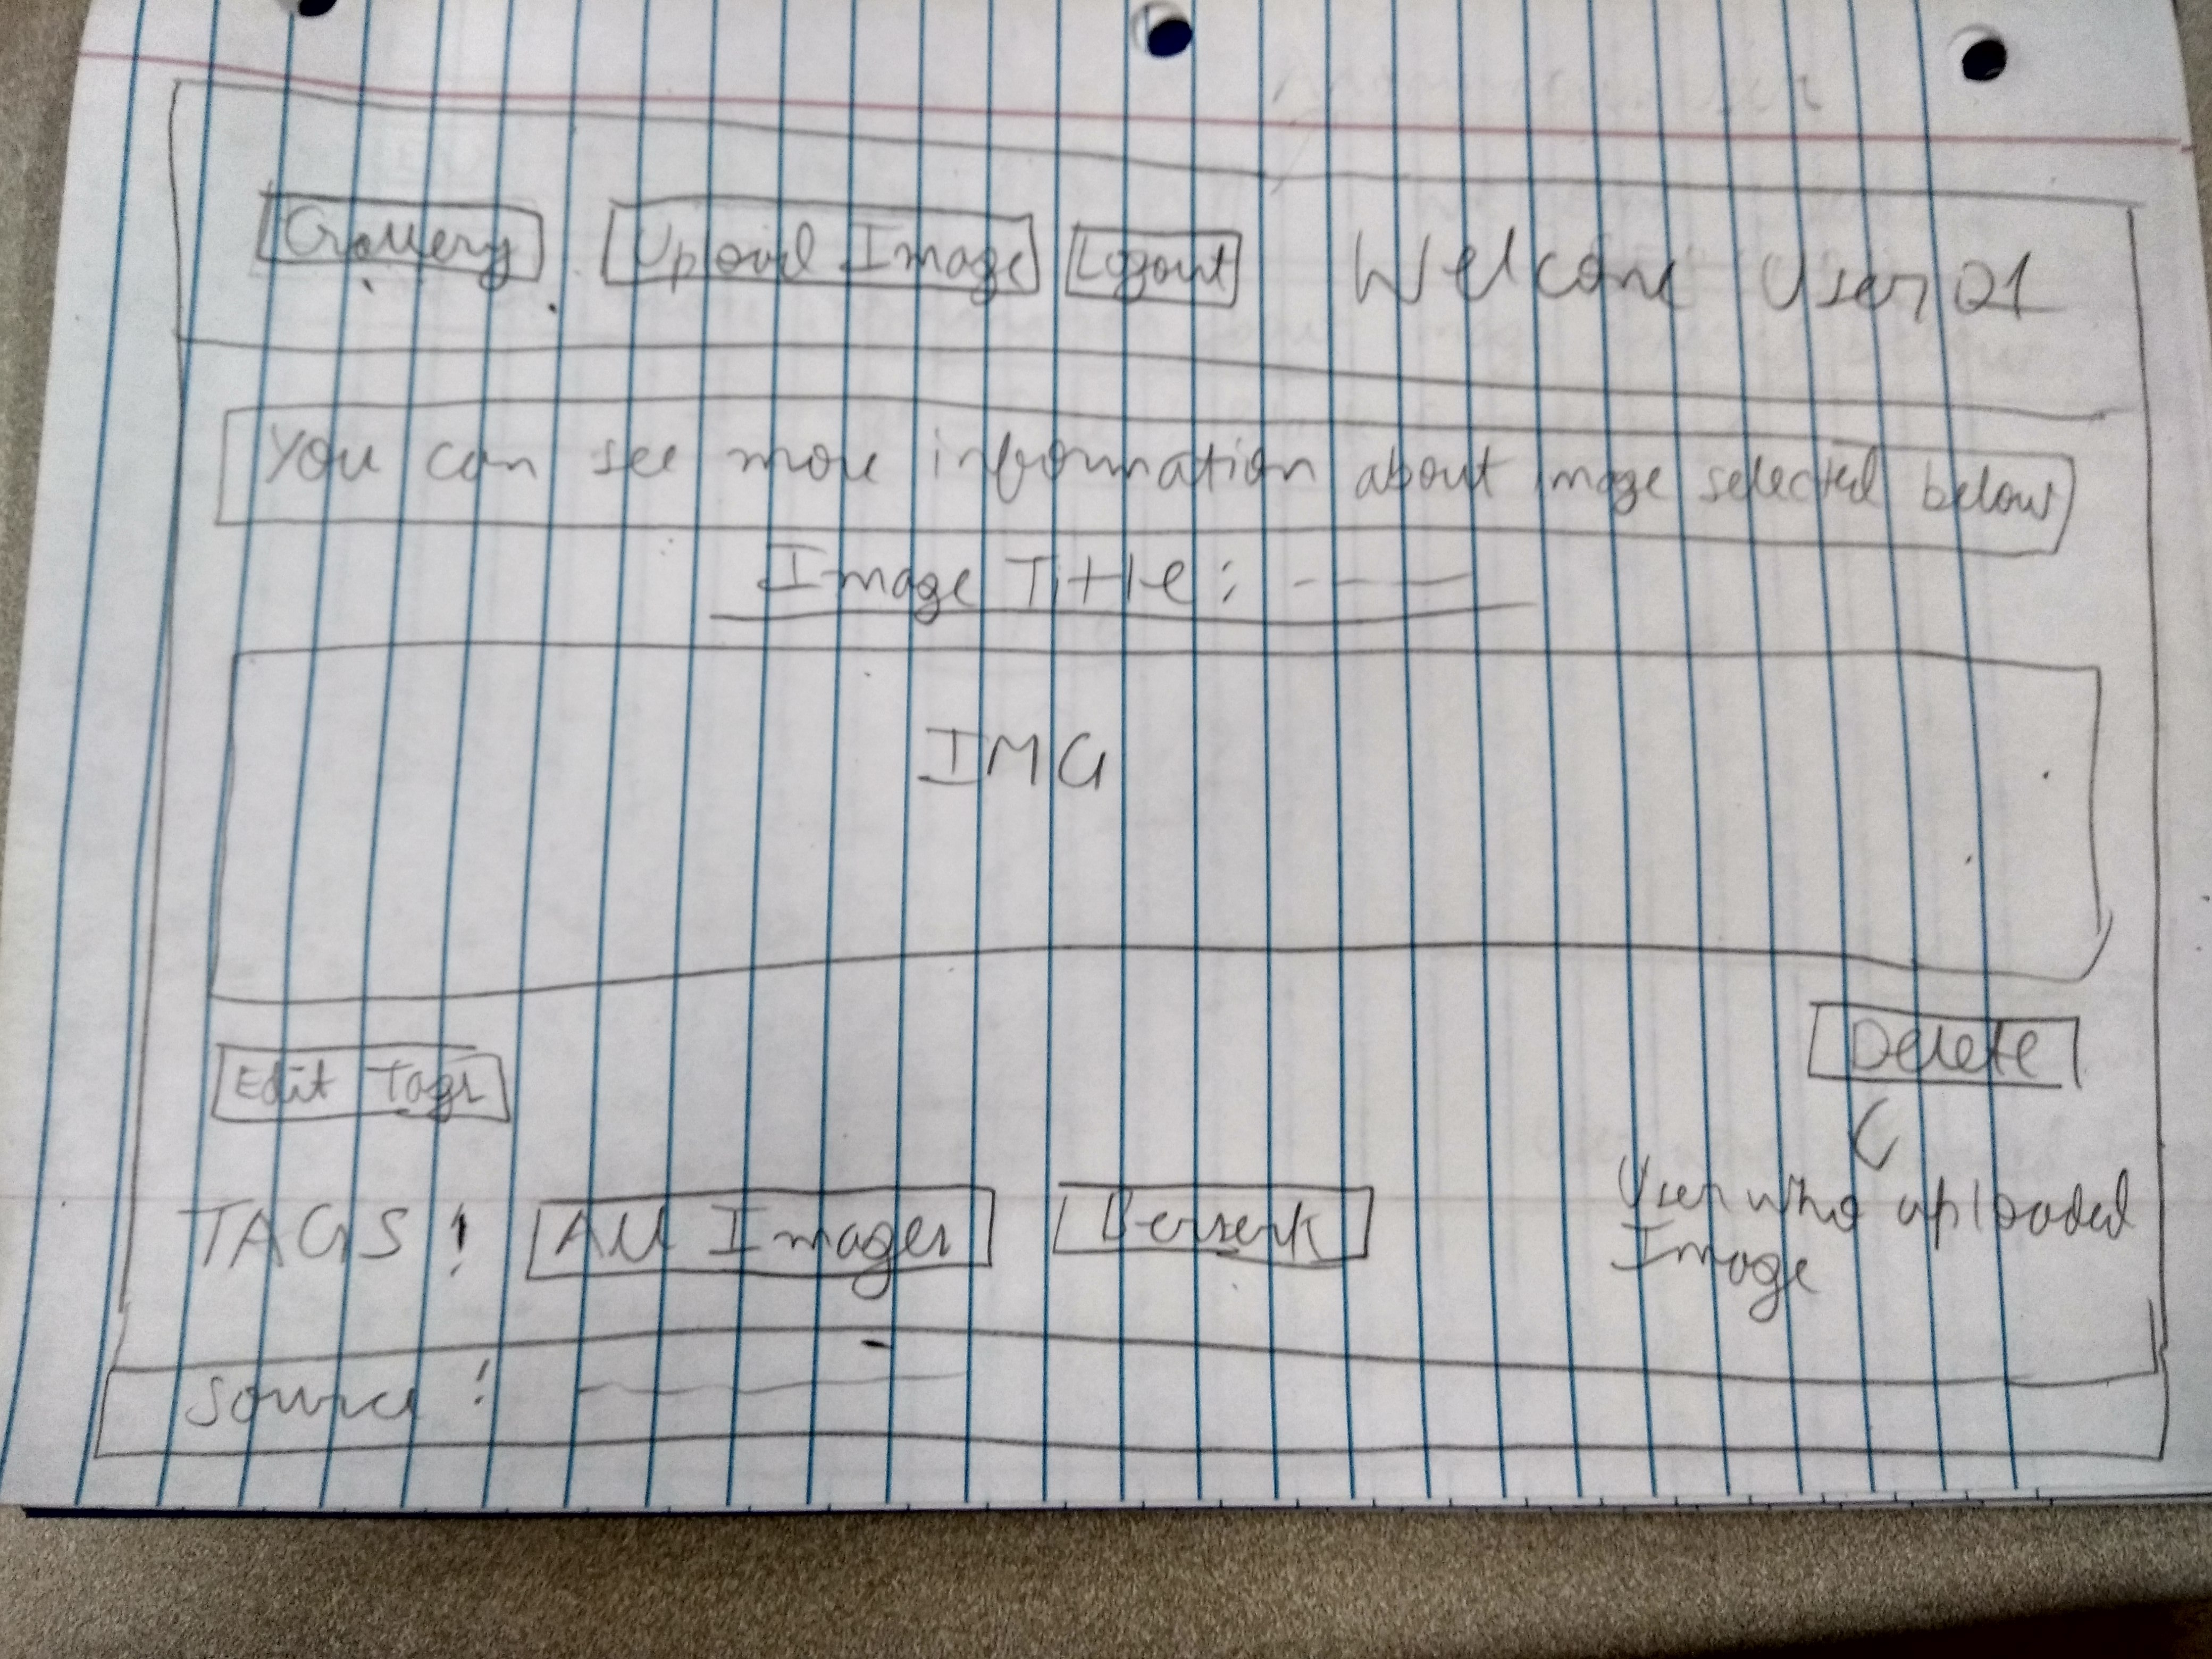 Gallery Upload Image Logout Welcome User01
You can see more information about image selected below
Image Title:
IMG
Edit Tags Delete
TAGS: All Images Berserk
User who uploaded
Image
Source: